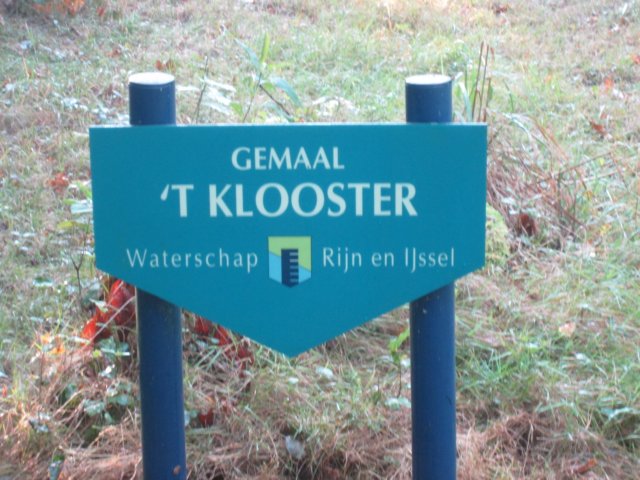 GEMAAL
'T KLOOSTER
Waterschap Rijn en IJssel